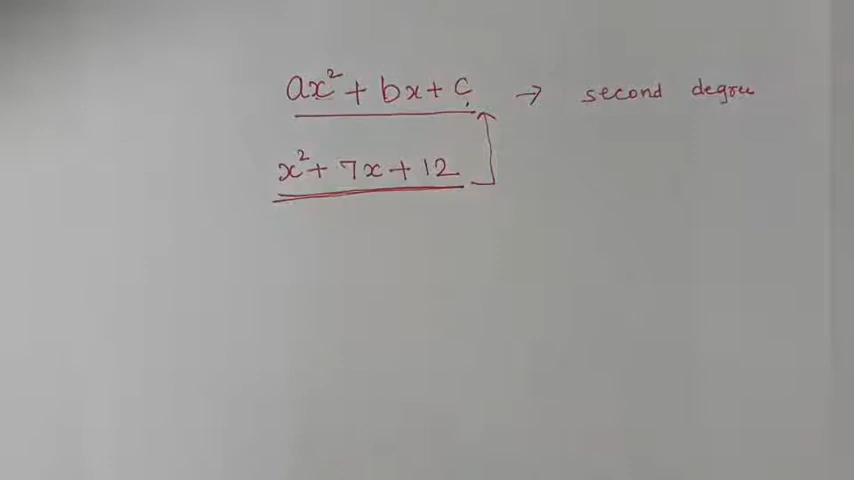 ax² + bx + c → second degree
x² + 7x + 12